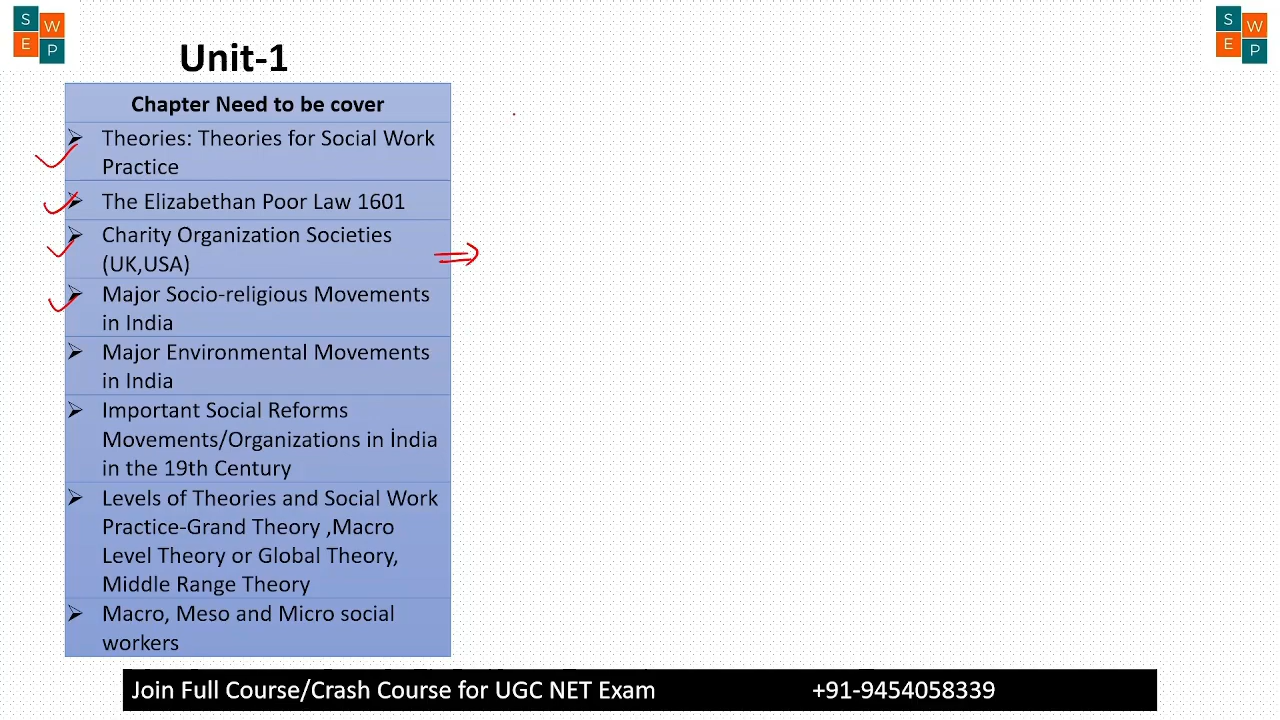 S W
E P
S W
E P
Unit-1
Chapter Need to be cover
Theories: Theories for Social Work
Practice
The Elizabethan Poor Law 1601
Charity Organization Societies
(UK,USA)
Major Socio-religious Movements
in India
Major Environmental Movements
in India
Important Social Reforms
Movements/Organizations in İndia
in the 19th Century
Levels of Theories and Social Work
Practice-Grand Theory ,Macro
Level Theory or Global Theory,
Middle Range Theory
Macro, Meso and Micro social
workers
Join Full Course/Crash Course for UGC NET Exam +91-9454058339